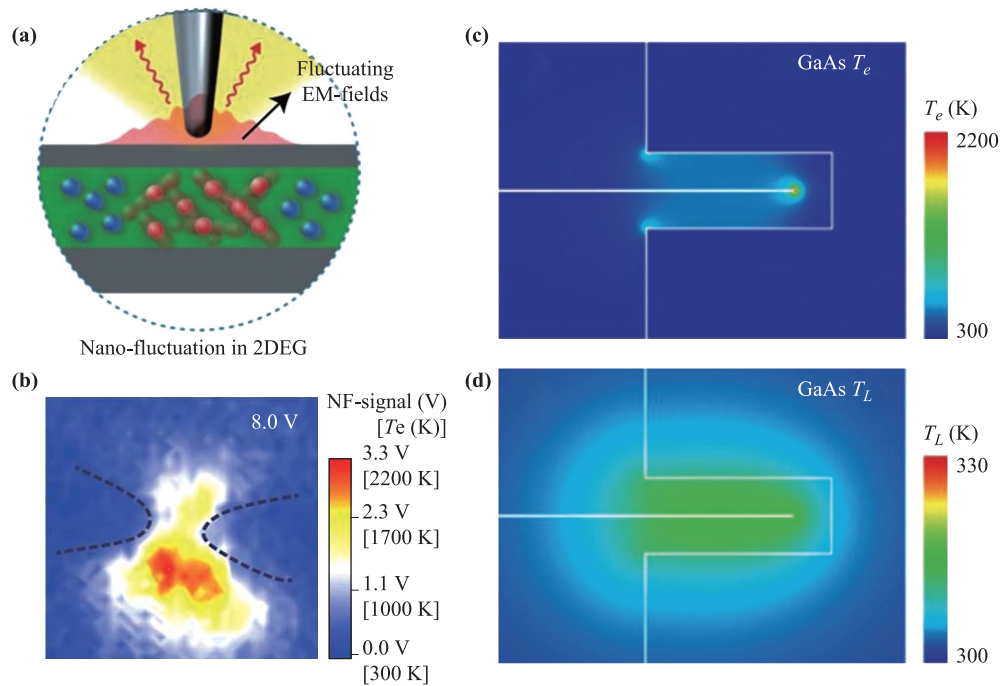 (a)
Fluctuating
EM-fields
Nano-fluctuation in 2DEG
(b)
8.0 V
NF-signal (V)
[Te (K)]
3.3 V
[2200 K]
2.3 V
[1700 K]
1.1 V
[1000 K]
0.0 V
[300 K]
(c)
GaAs Te
Te (K)
2200
300
(d)
GaAs TL
TL (K)
330
300